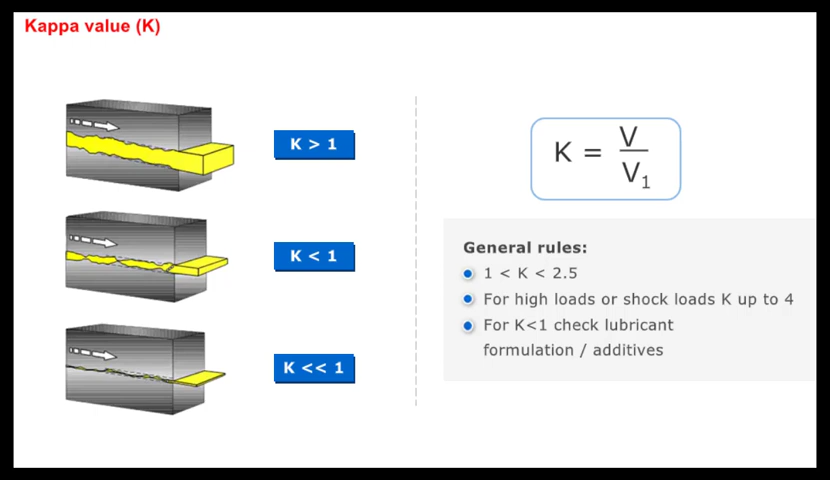 Kappa value (K)
K > 1
K < 1
K << 1
K = V
V₁
General rules:
1 < K < 2.5
For high loads or shock loads K up to 4
For K<1 check lubricant
formulation / additives